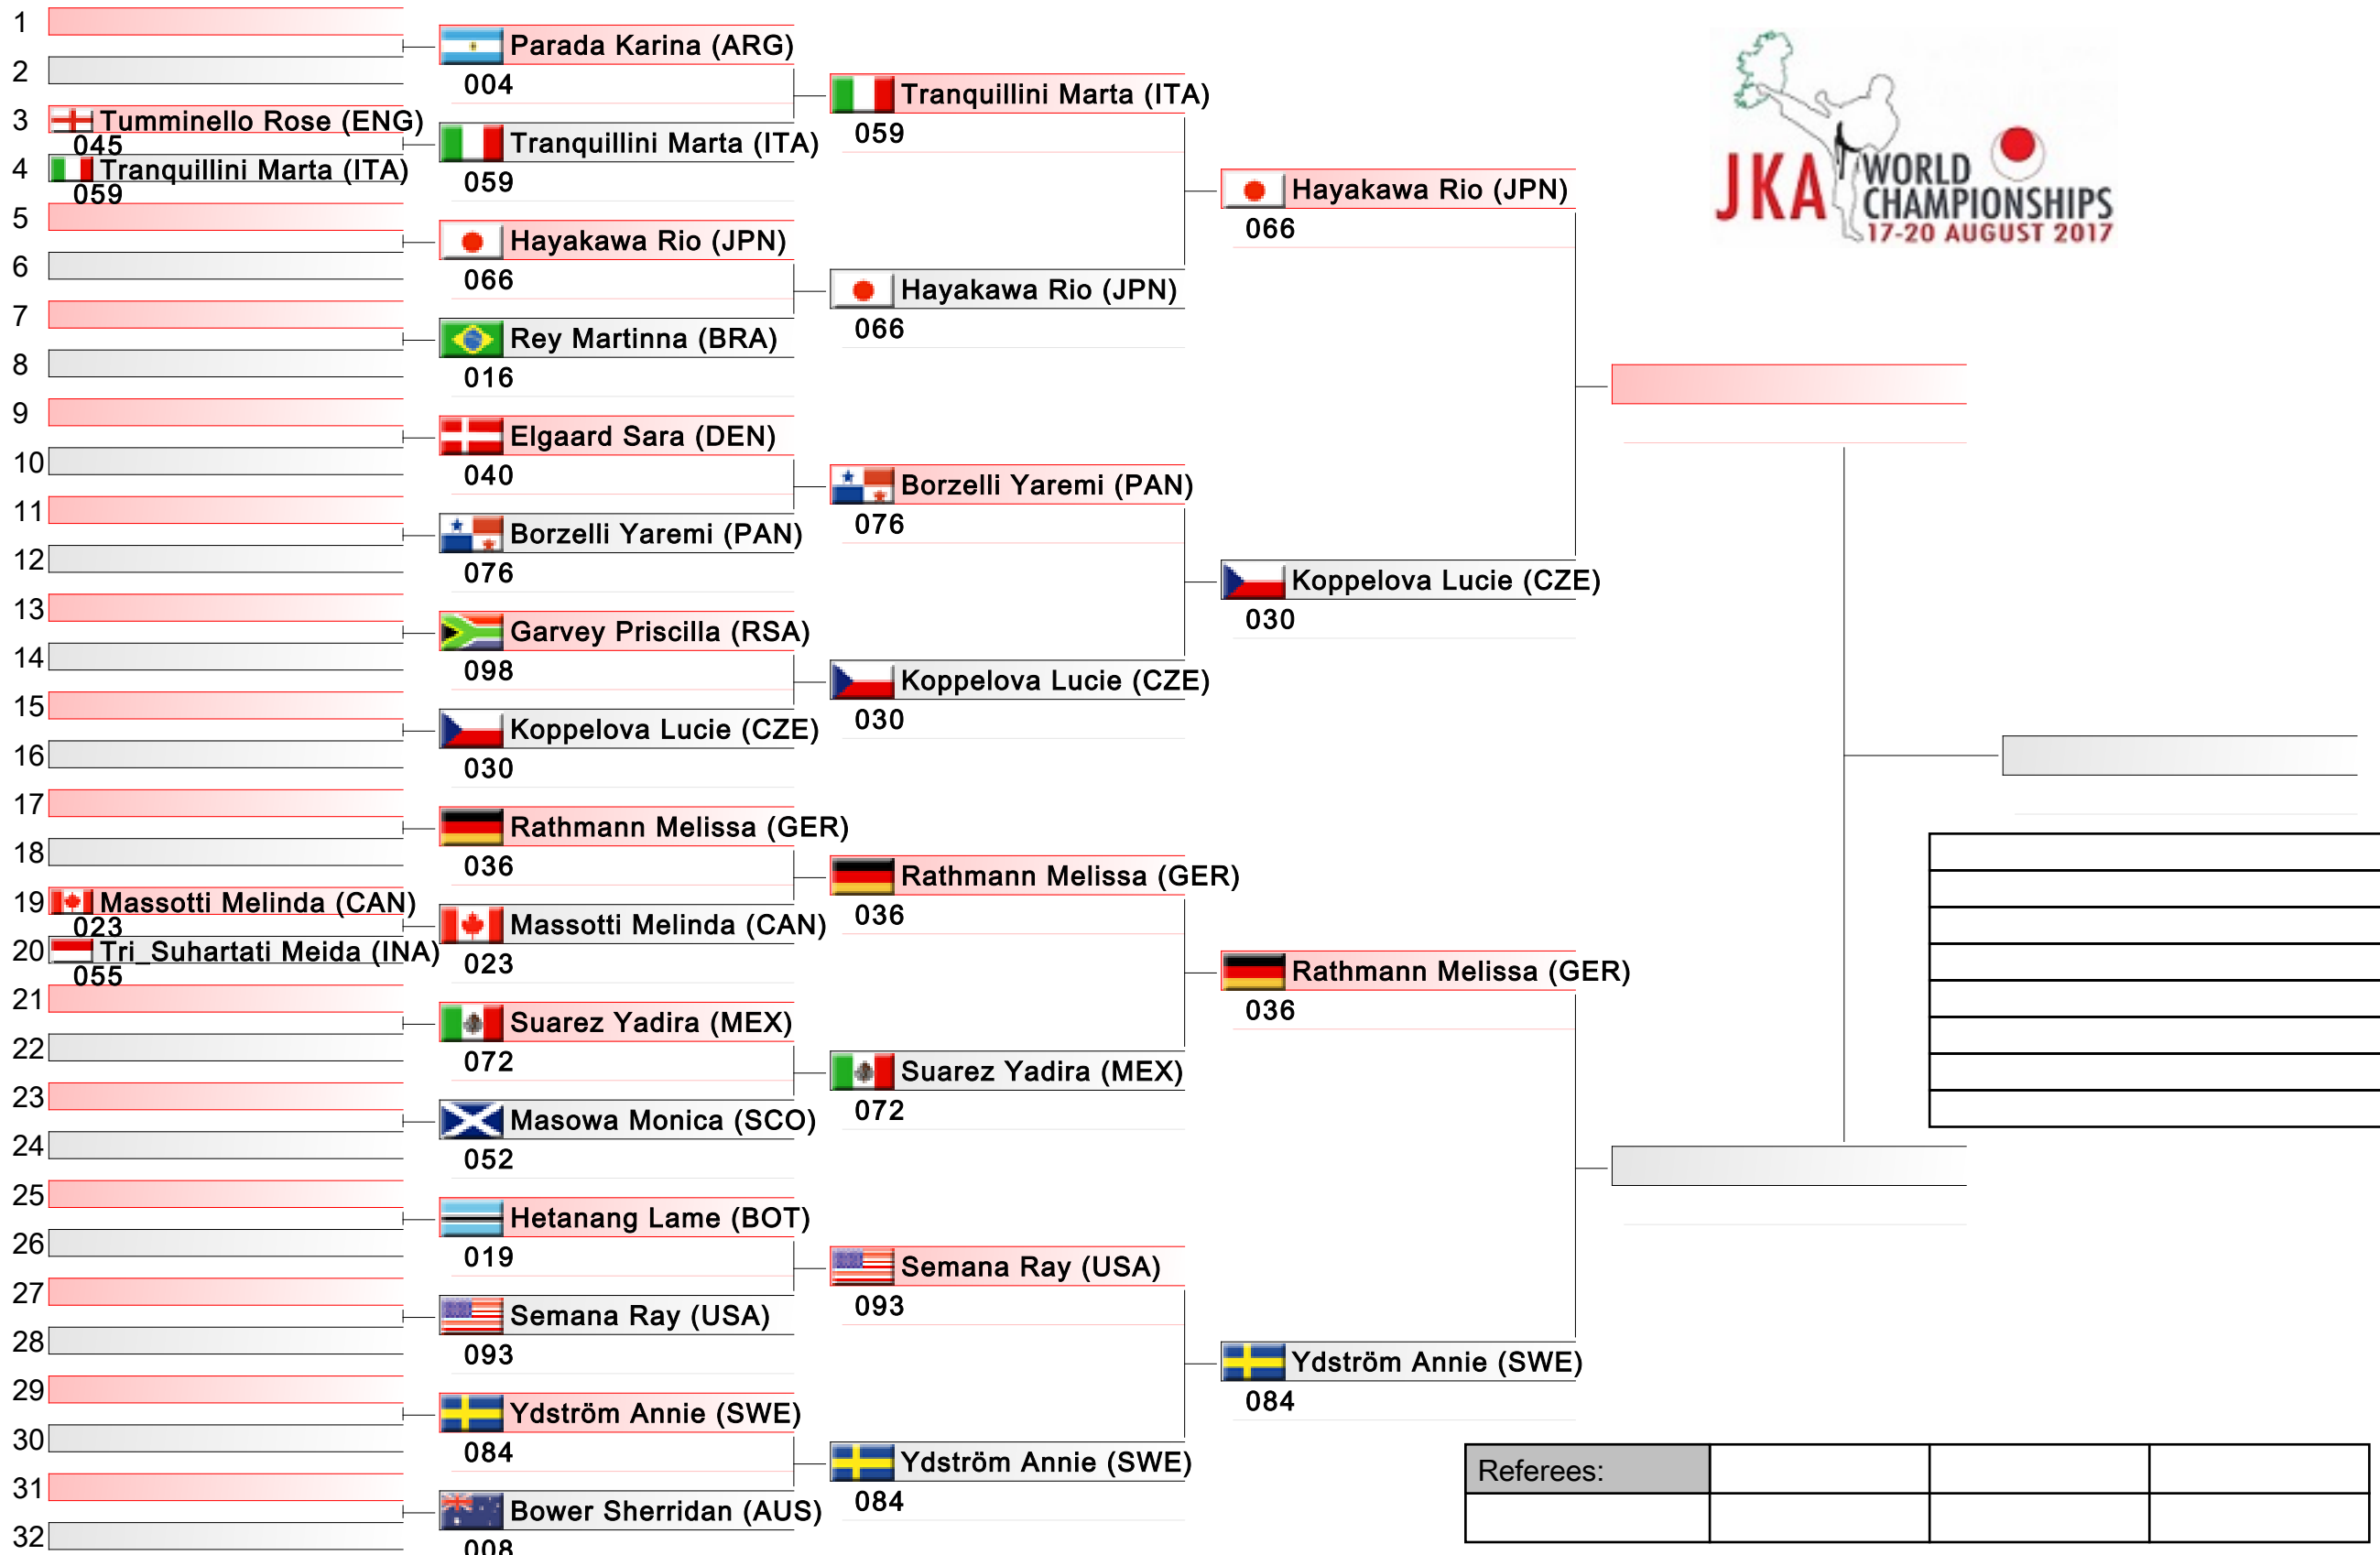 1
2
3 Tumminello Rose (ENG)
045
4 Tranquillini Marta (ITA)
059
5
6
7
8
9
10
11
12
13
14
15
16
17
18
19 Massotti Melinda (CAN)
023
20 Tri_Suhartati Meida (INA)
055
21
22
23
24
25
26
27
28
29
30
31
32
Parada Karina (ARG)
004
Tranquillini Marta (ITA)
059
Hayakawa Rio (JPN)
066
Rey Martinna (BRA)
016
Elgaard Sara (DEN)
040
Borzelli Yaremi (PAN)
076
Garvey Priscilla (RSA)
098
Koppelova Lucie (CZE)
030
Rathmann Melissa (GER)
036
Massotti Melinda (CAN)
023
Suarez Yadira (MEX)
072
Masowa Monica (SCO)
052
Hetanang Lame (BOT)
019
Semana Ray (USA)
093
Ydström Annie (SWE)
084
Bower Sherridan (AUS)
008
Tranquillini Marta (ITA)
059
Hayakawa Rio (JPN)
066
Borzelli Yaremi (PAN)
076
Koppelova Lucie (CZE)
030
Rathmann Melissa (GER)
036
Suarez Yadira (MEX)
072
Semana Ray (USA)
093
Ydström Annie (SWE)
084
Hayakawa Rio (JPN)
066
Koppelova Lucie (CZE)
030
Rathmann Melissa (GER)
036
Ydström Annie (SWE)
084
JKA WORLD
CHAMPIONSHIPS
17-20 AUGUST 2017
Referees: